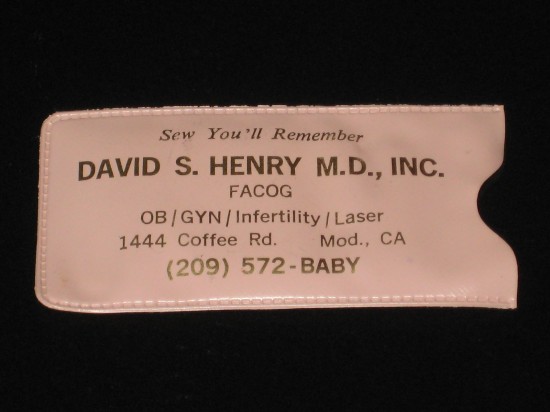 Sew You'll Remember
DAVID S. HENRY M.D., INC.
FACOG
OB/GYN/Infertility/Laser
1444 Coffee Rd. Mod., CA
(209) 572-BABY